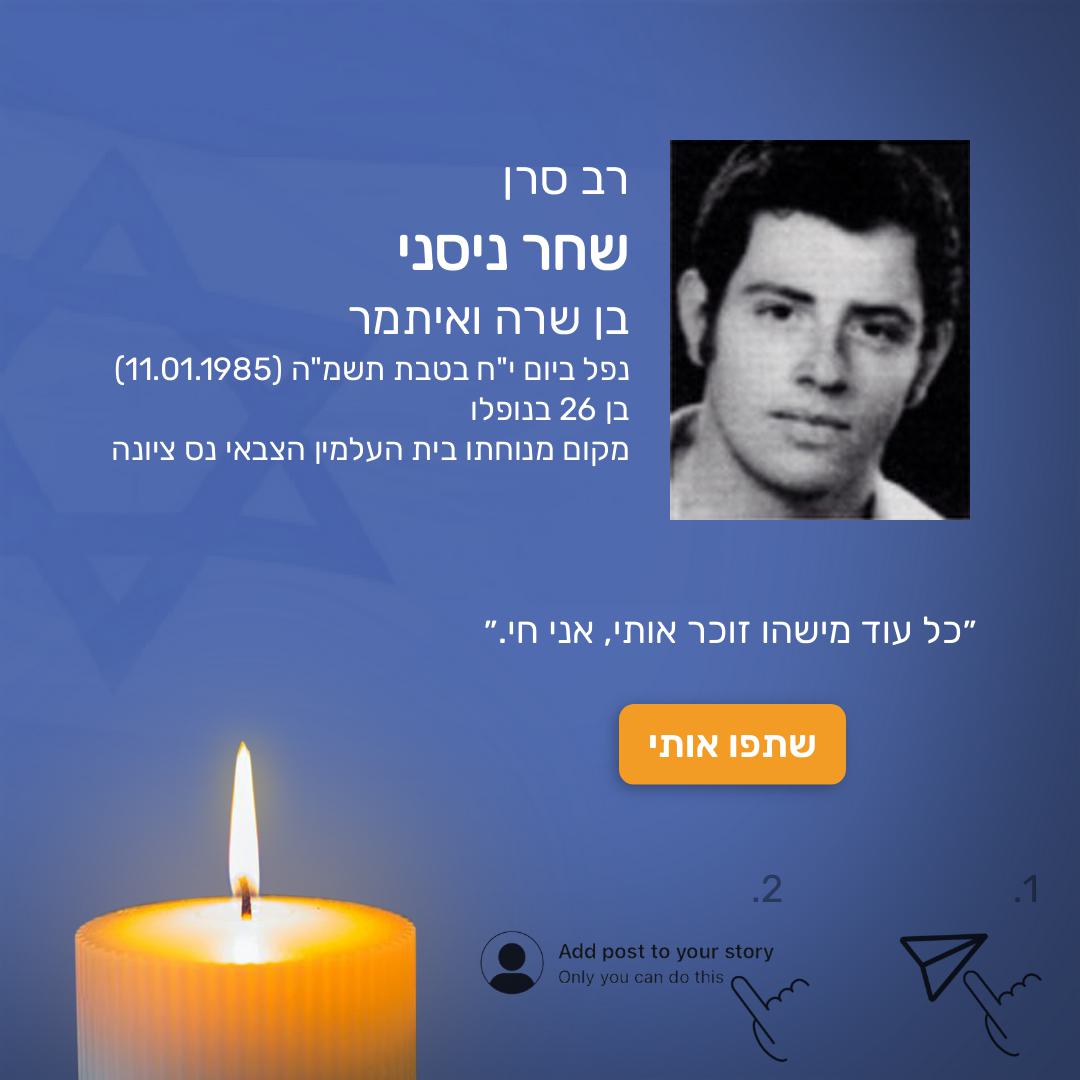 רב סרן
שחר ניסני
בן שרה ואיתמר
נפל ביום י"ח בטבת תשמ"ה (11.01.1985)
בן 26 בנופלו
מקום מנוחתו בית העלמין הצבאי נס ציונה
״כל עוד מישהו זוכר אותי, אני חי.״
שתפו אותי
.1
.2
Add post to your story
Only you can do this